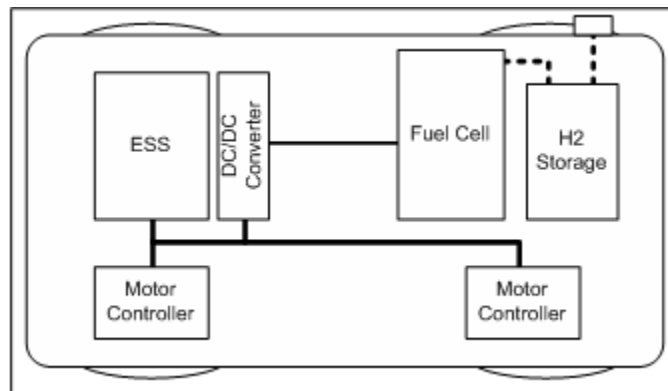 ESS
DC/DC
Converter
Fuel Cell
H2
Storage
Motor
Controller
Motor
Controller